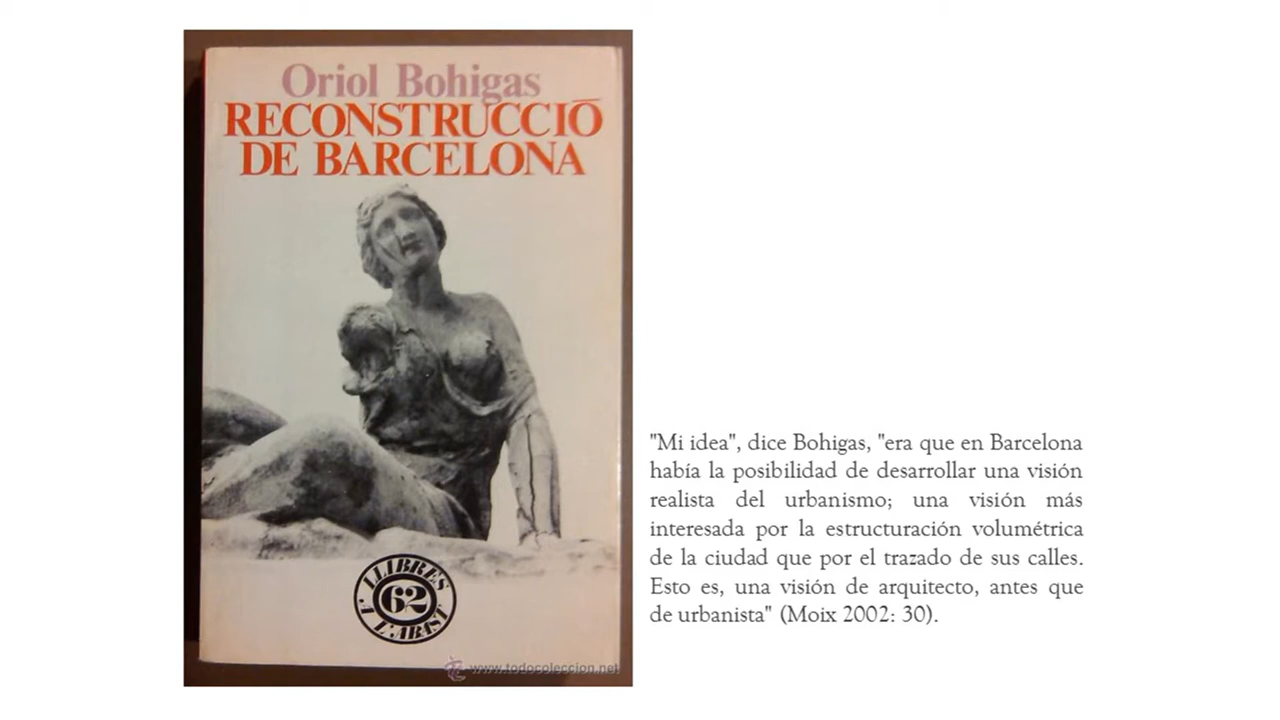 Oriol Bohigas
RECONSTRUCCIÓ
DE BARCELONA
LLIBRES
62
A L'ABAST
www.todocoleccion.net
"Mi idea", dice Bohigas, "era que en Barcelona
había la posibilidad de desarrollar una visión
realista del urbanismo; una visión más
interesada por la estructuración volumétrica
de la ciudad que por el trazado de sus calles.
Esto es, una visión de arquitecto, antes que
de urbanista" (Moix 2002: 30).